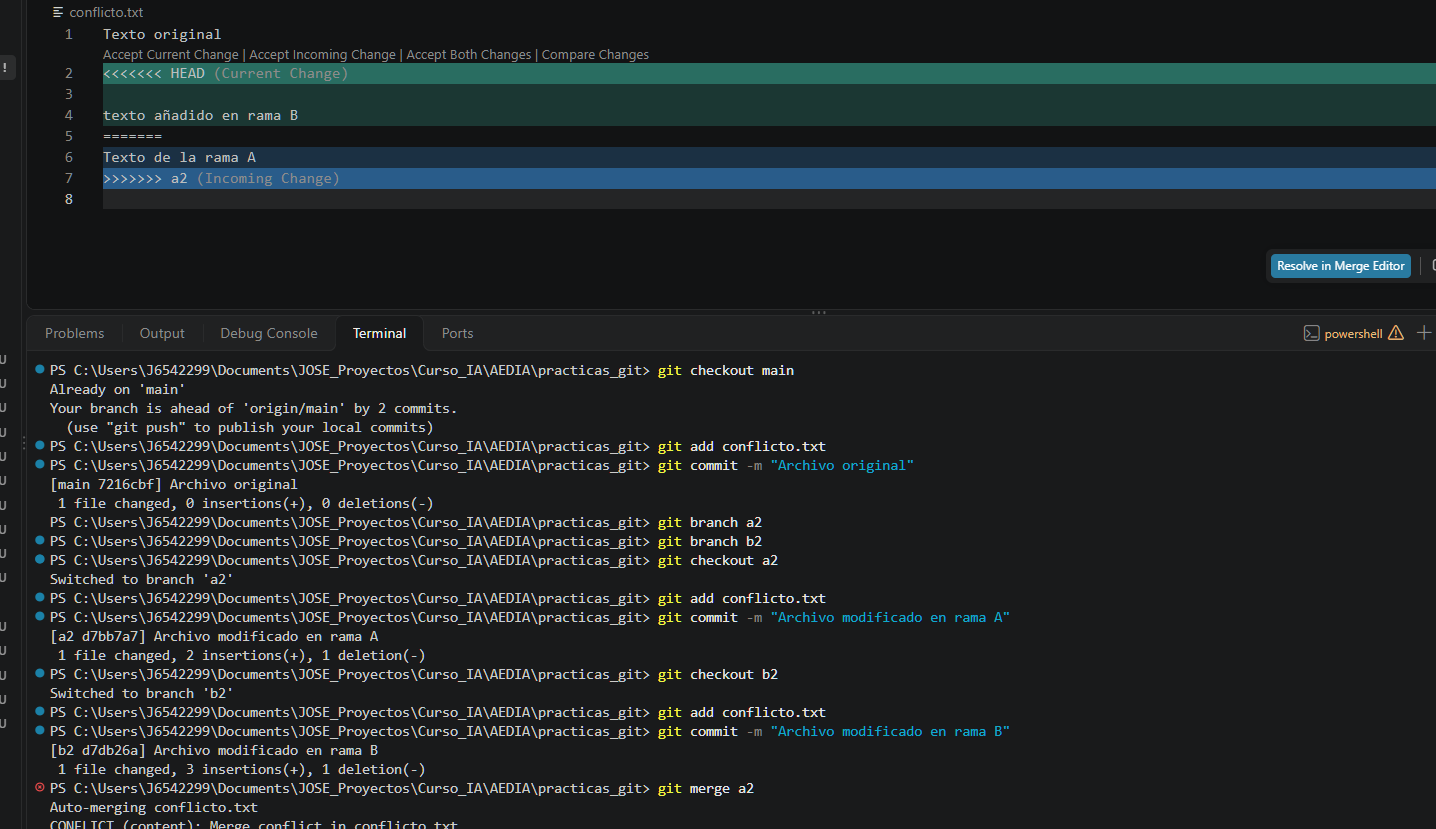 conflicto.txt
1 Texto original
Accept Current Change | Accept Incoming Change | Accept Both Changes | Compare Changes
2 <<<<<<< HEAD (Current Change)
3
4 texto añadido en rama B
5 =======
6 Texto de la rama A
7 >>>>>>> a2 (Incoming Change)
8
!
Resolve in Merge Editor
Problems Output Debug Console Terminal Ports powershell
PS C:\Users\J6542299\Documents\JOSE_Proyectos\Curso_IA\AEDIA\practicas_git> git checkout main
Already on 'main'
Your branch is ahead of 'origin/main' by 2 commits.
(use "git push" to publish your local commits)
PS C:\Users\J6542299\Documents\JOSE_Proyectos\Curso_IA\AEDIA\practicas_git> git add conflicto.txt
PS C:\Users\J6542299\Documents\JOSE_Proyectos\Curso_IA\AEDIA\practicas_git> git commit -m "Archivo original"
[main 7216cbf] Archivo original
1 file changed, 0 insertions(+), 0 deletions(-)
PS C:\Users\J6542299\Documents\JOSE_Proyectos\Curso_IA\AEDIA\practicas_git> git branch a2
PS C:\Users\J6542299\Documents\JOSE_Proyectos\Curso_IA\AEDIA\practicas_git> git branch b2
PS C:\Users\J6542299\Documents\JOSE_Proyectos\Curso_IA\AEDIA\practicas_git> git checkout a2
Switched to branch 'a2'
PS C:\Users\J6542299\Documents\JOSE_Proyectos\Curso_IA\AEDIA\practicas_git> git add conflicto.txt
PS C:\Users\J6542299\Documents\JOSE_Proyectos\Curso_IA\AEDIA\practicas_git> git commit -m "Archivo modificado en rama A"
[a2 d7bb7a7] Archivo modificado en rama A
1 file changed, 2 insertions(+), 1 deletion(-)
PS C:\Users\J6542299\Documents\JOSE_Proyectos\Curso_IA\AEDIA\practicas_git> git checkout b2
Switched to branch 'b2'
PS C:\Users\J6542299\Documents\JOSE_Proyectos\Curso_IA\AEDIA\practicas_git> git add conflicto.txt
PS C:\Users\J6542299\Documents\JOSE_Proyectos\Curso_IA\AEDIA\practicas_git> git commit -m "Archivo modificado en rama B"
[b2 d7db26a] Archivo modificado en rama B
1 file changed, 3 insertions(+), 1 deletion(-)
PS C:\Users\J6542299\Documents\JOSE_Proyectos\Curso_IA\AEDIA\practicas_git> git merge a2
Auto-merging conflicto.txt
CONFLICT (content): Merge conflict in conflicto.txt